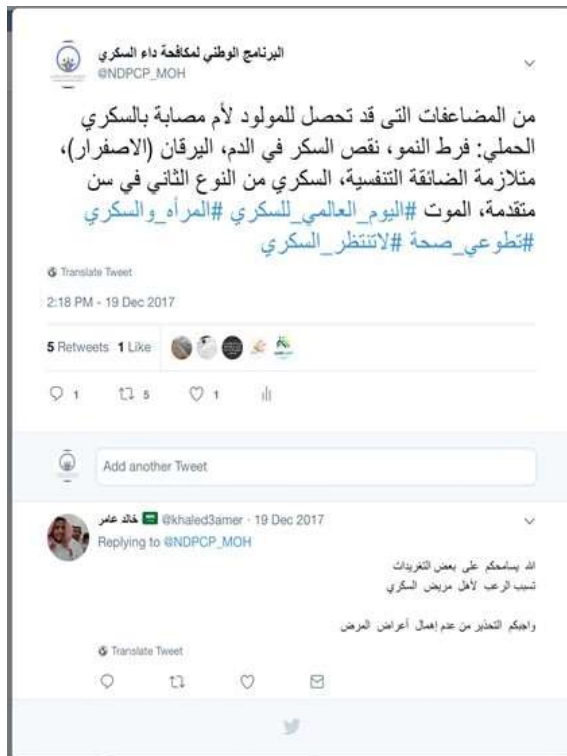 البرنامج الوطني لمكافحة داء السكري
@NDPCP_MOH
من المضاعفات التى قد تحصل للمولود لأم مصابة بالسكري
الحملي: فرط النمو، نقص السكر في الدم، اليرقان (الاصفرار)،
متلازمة الضائقة التنفسية، السكري من النوع الثاني في سن
متقدمة، الموت #اليوم_العالمي_للسكري #المرأه_والسكري
#تطوعي_صحة #لاتنتظر_السكري
Translate Tweet
2:18 PM - 19 Dec 2017
5 Retweets 1 Like
1 5 1
Add another Tweet
خالد عامر @khaled3amer · 19 Dec 2017
Replying to @NDPCP_MOH
الله يسامحكم على بعض التغريدات
تسبب الرعب لأهل مريض السكري
واجبكم التحذير من عدم إهمال أعراض المرض
Translate Tweet